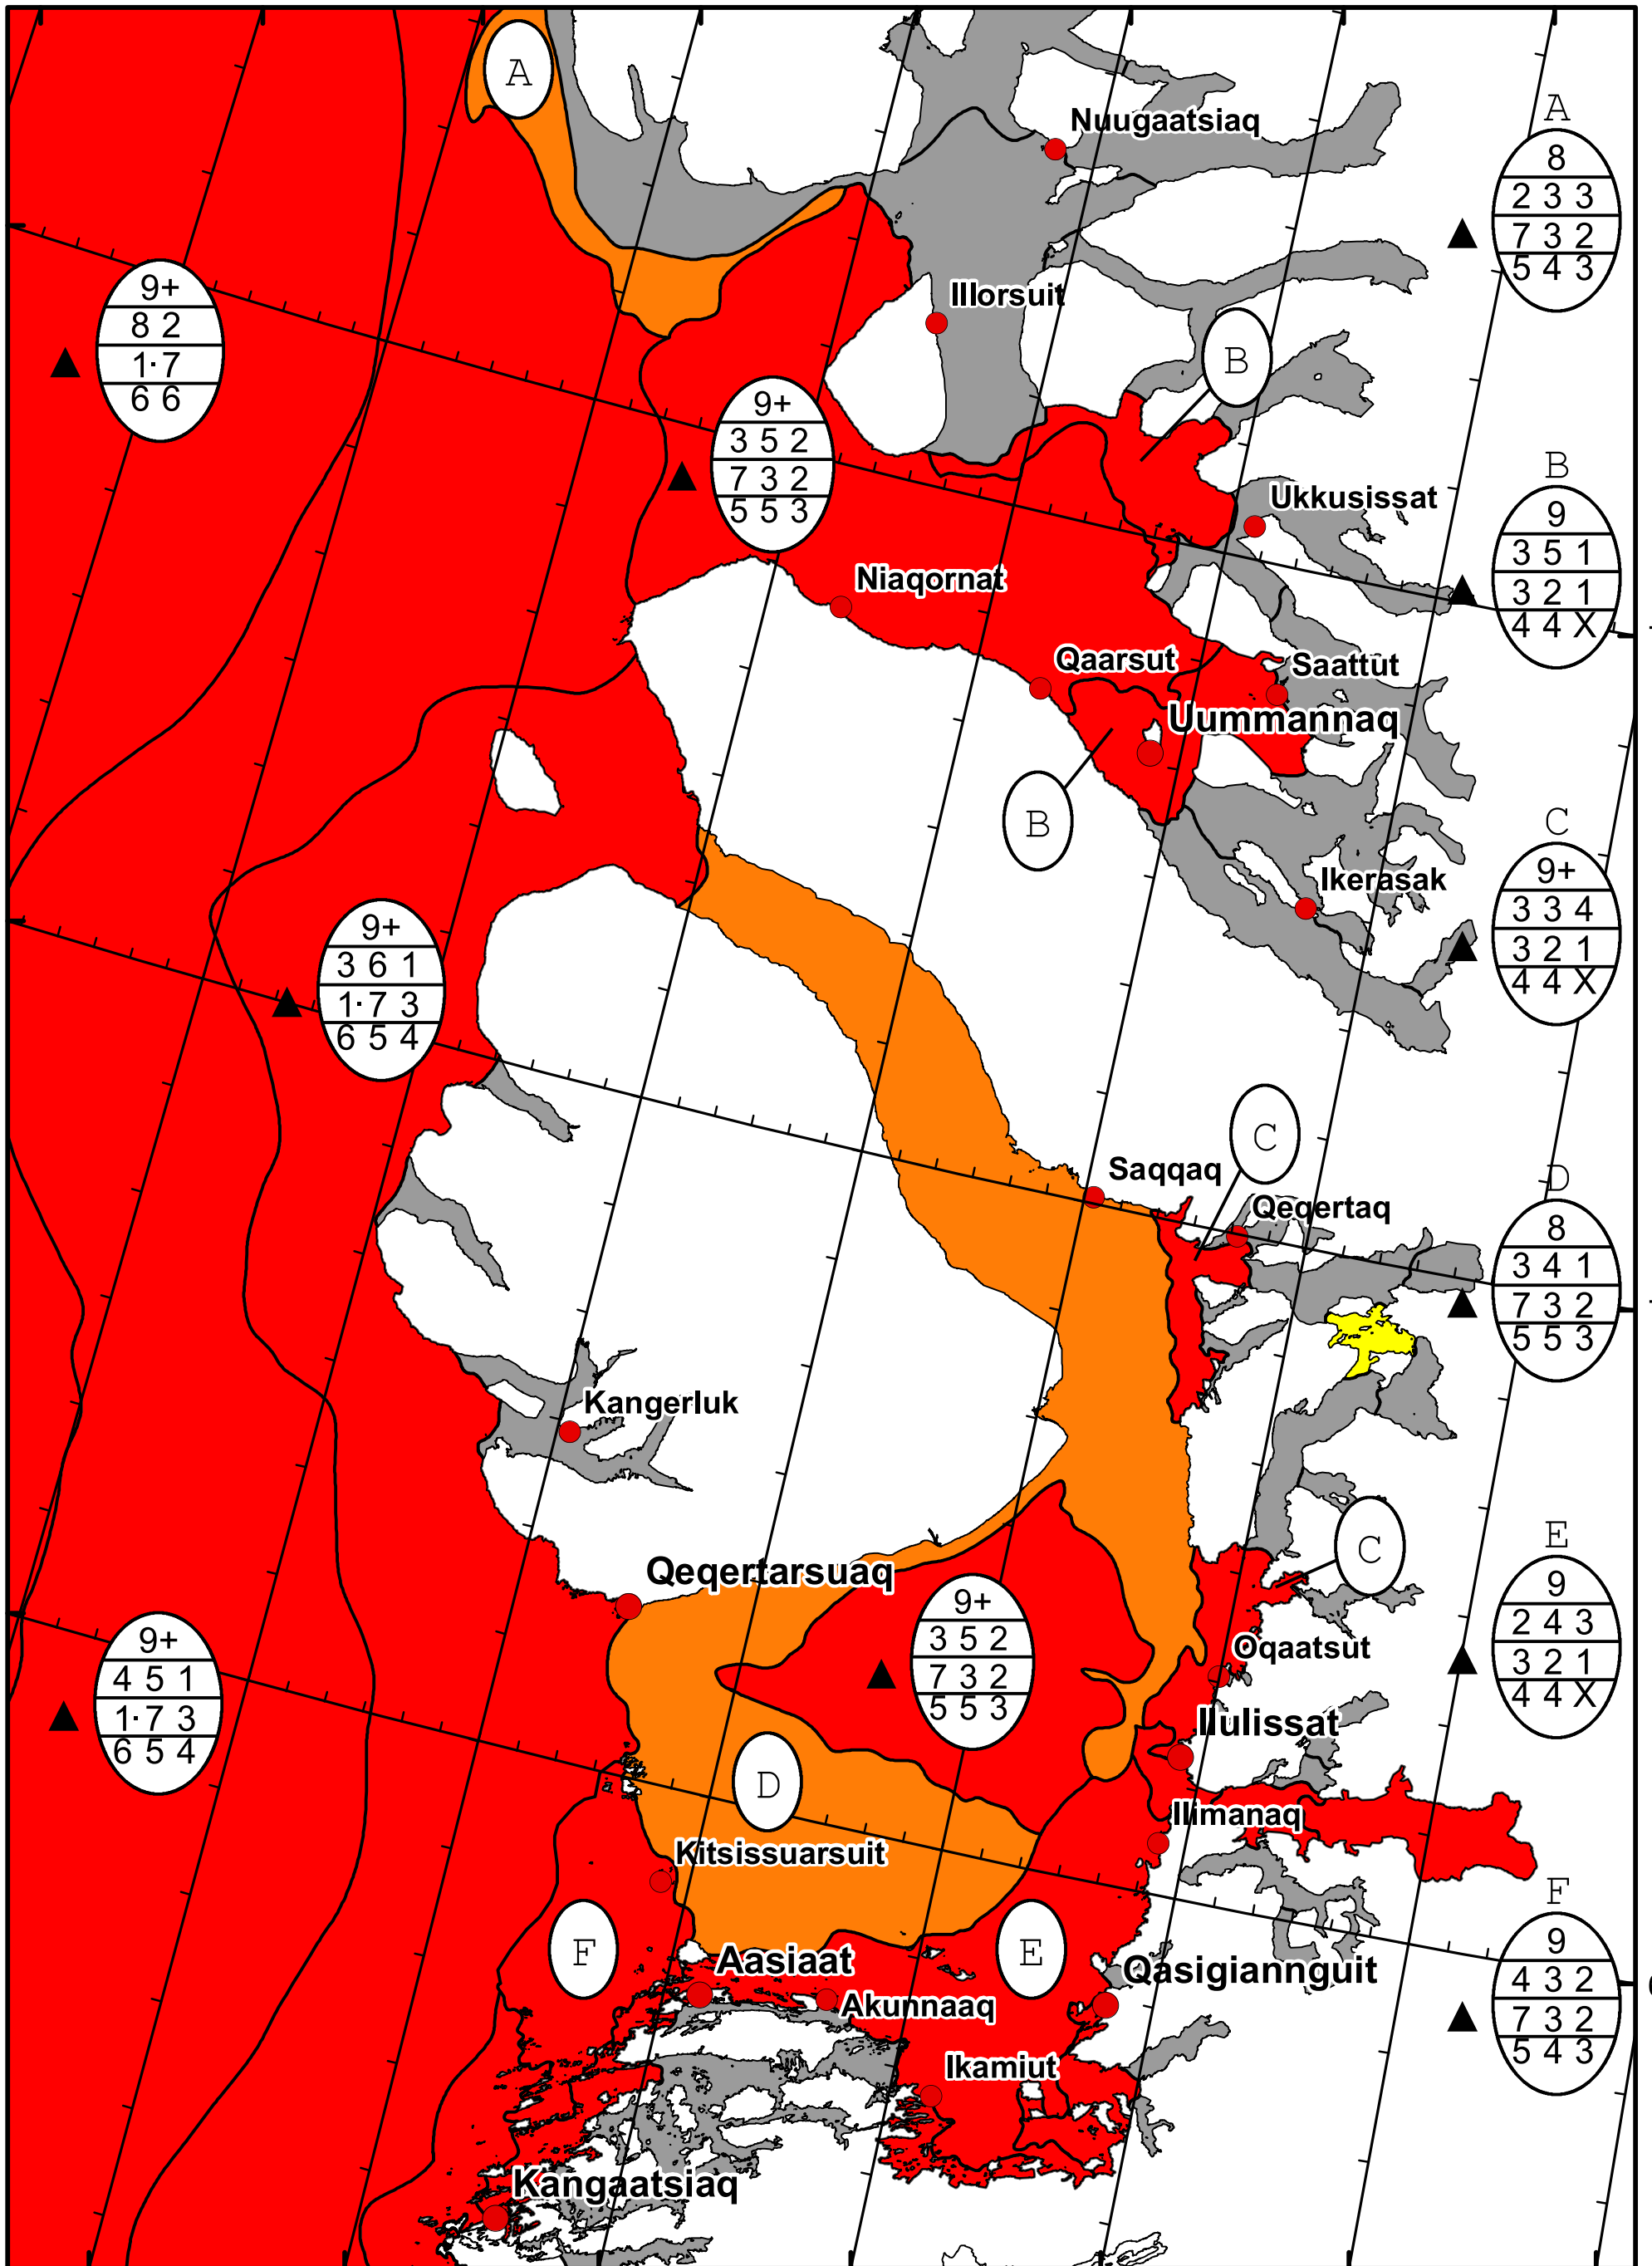 A
Nuugaatsiaq
A
8
2 3 3
7 3 2
5 4 3
9+
8 2
1· 7
6 6
Illorsuit
B
9+
3 5 2
7 3 2
5 5 3
Ukkusissat
B
9
3 5 1
3 2 1
4 4 X
Niaqornat
Qaarsut
Saattut
Uummannaq
B
C
9+
3 3 4
3 2 1
4 4 X
Ikerasak
9+
3 6 1
1· 7 3
6 5 4
C
Saqqaq
Qeqertaq
D
8
3 4 1
7 3 2
5 5 3
Kangerluk
C
E
9
2 4 3
3 2 1
4 4 X
Qeqertarsuaq
9+
3 5 2
7 3 2
5 5 3
Oqaatsut
9+
4 5 1
1· 7 3
6 5 4
Ilulissat
D
Ilimanaq
Kitsissuarsuit
F
9
4 3 2
7 3 2
5 4 3
F
E
Aasiaat
Qasigiannguit
Akunnaaq
Ikamiut
Kangaatsiaq